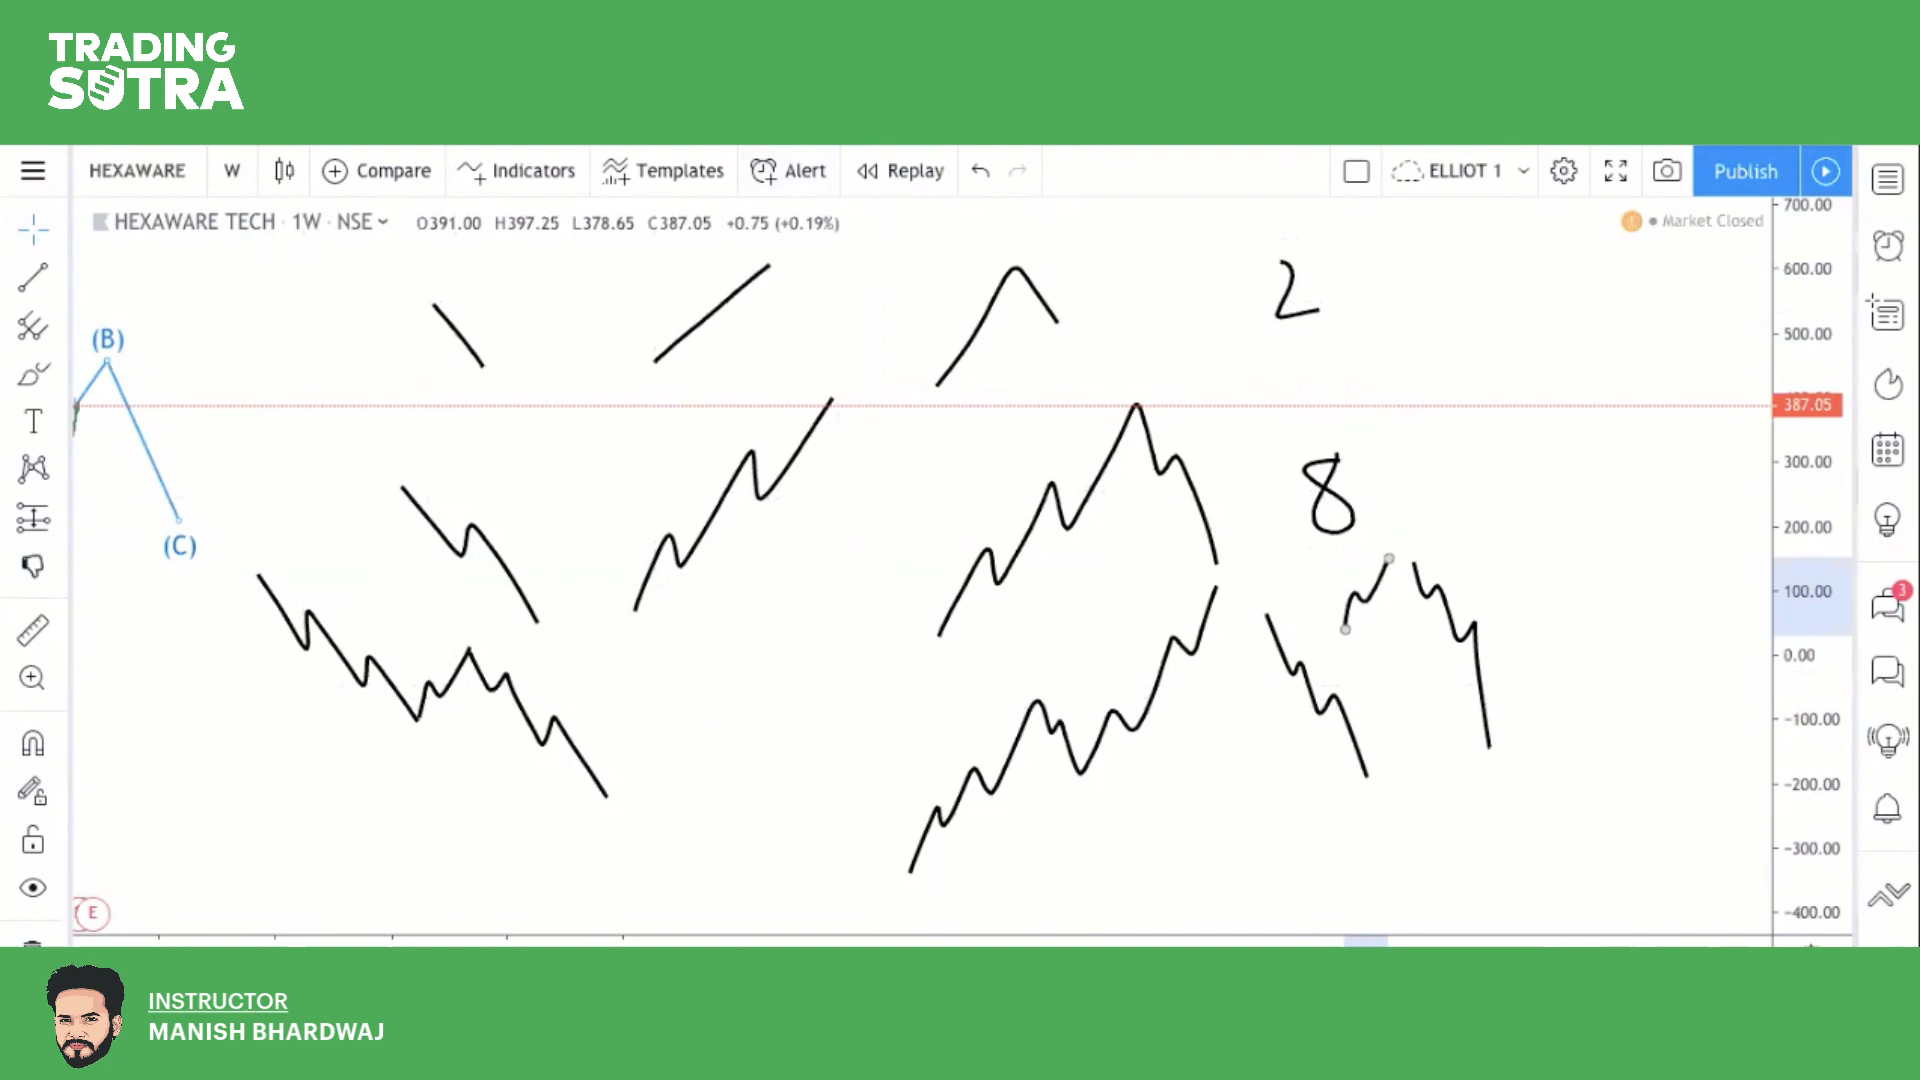 TRADING
SUTRA
HEXAWARE W Compare Indicators Templates Alert Replay ELLIOT 1 Publish
HEXAWARE TECH · 1W · NSE O391.00 H397.25 L378.65 C387.05 +0.75 (+0.19%) Market Closed
700.00
600.00
2
500.00
(B)
387.05
300.00
8
200.00
(C)
100.00
3
0.00
-100.00
-200.00
-300.00
-400.00
E
INSTRUCTOR
MANISH BHARDWAJ